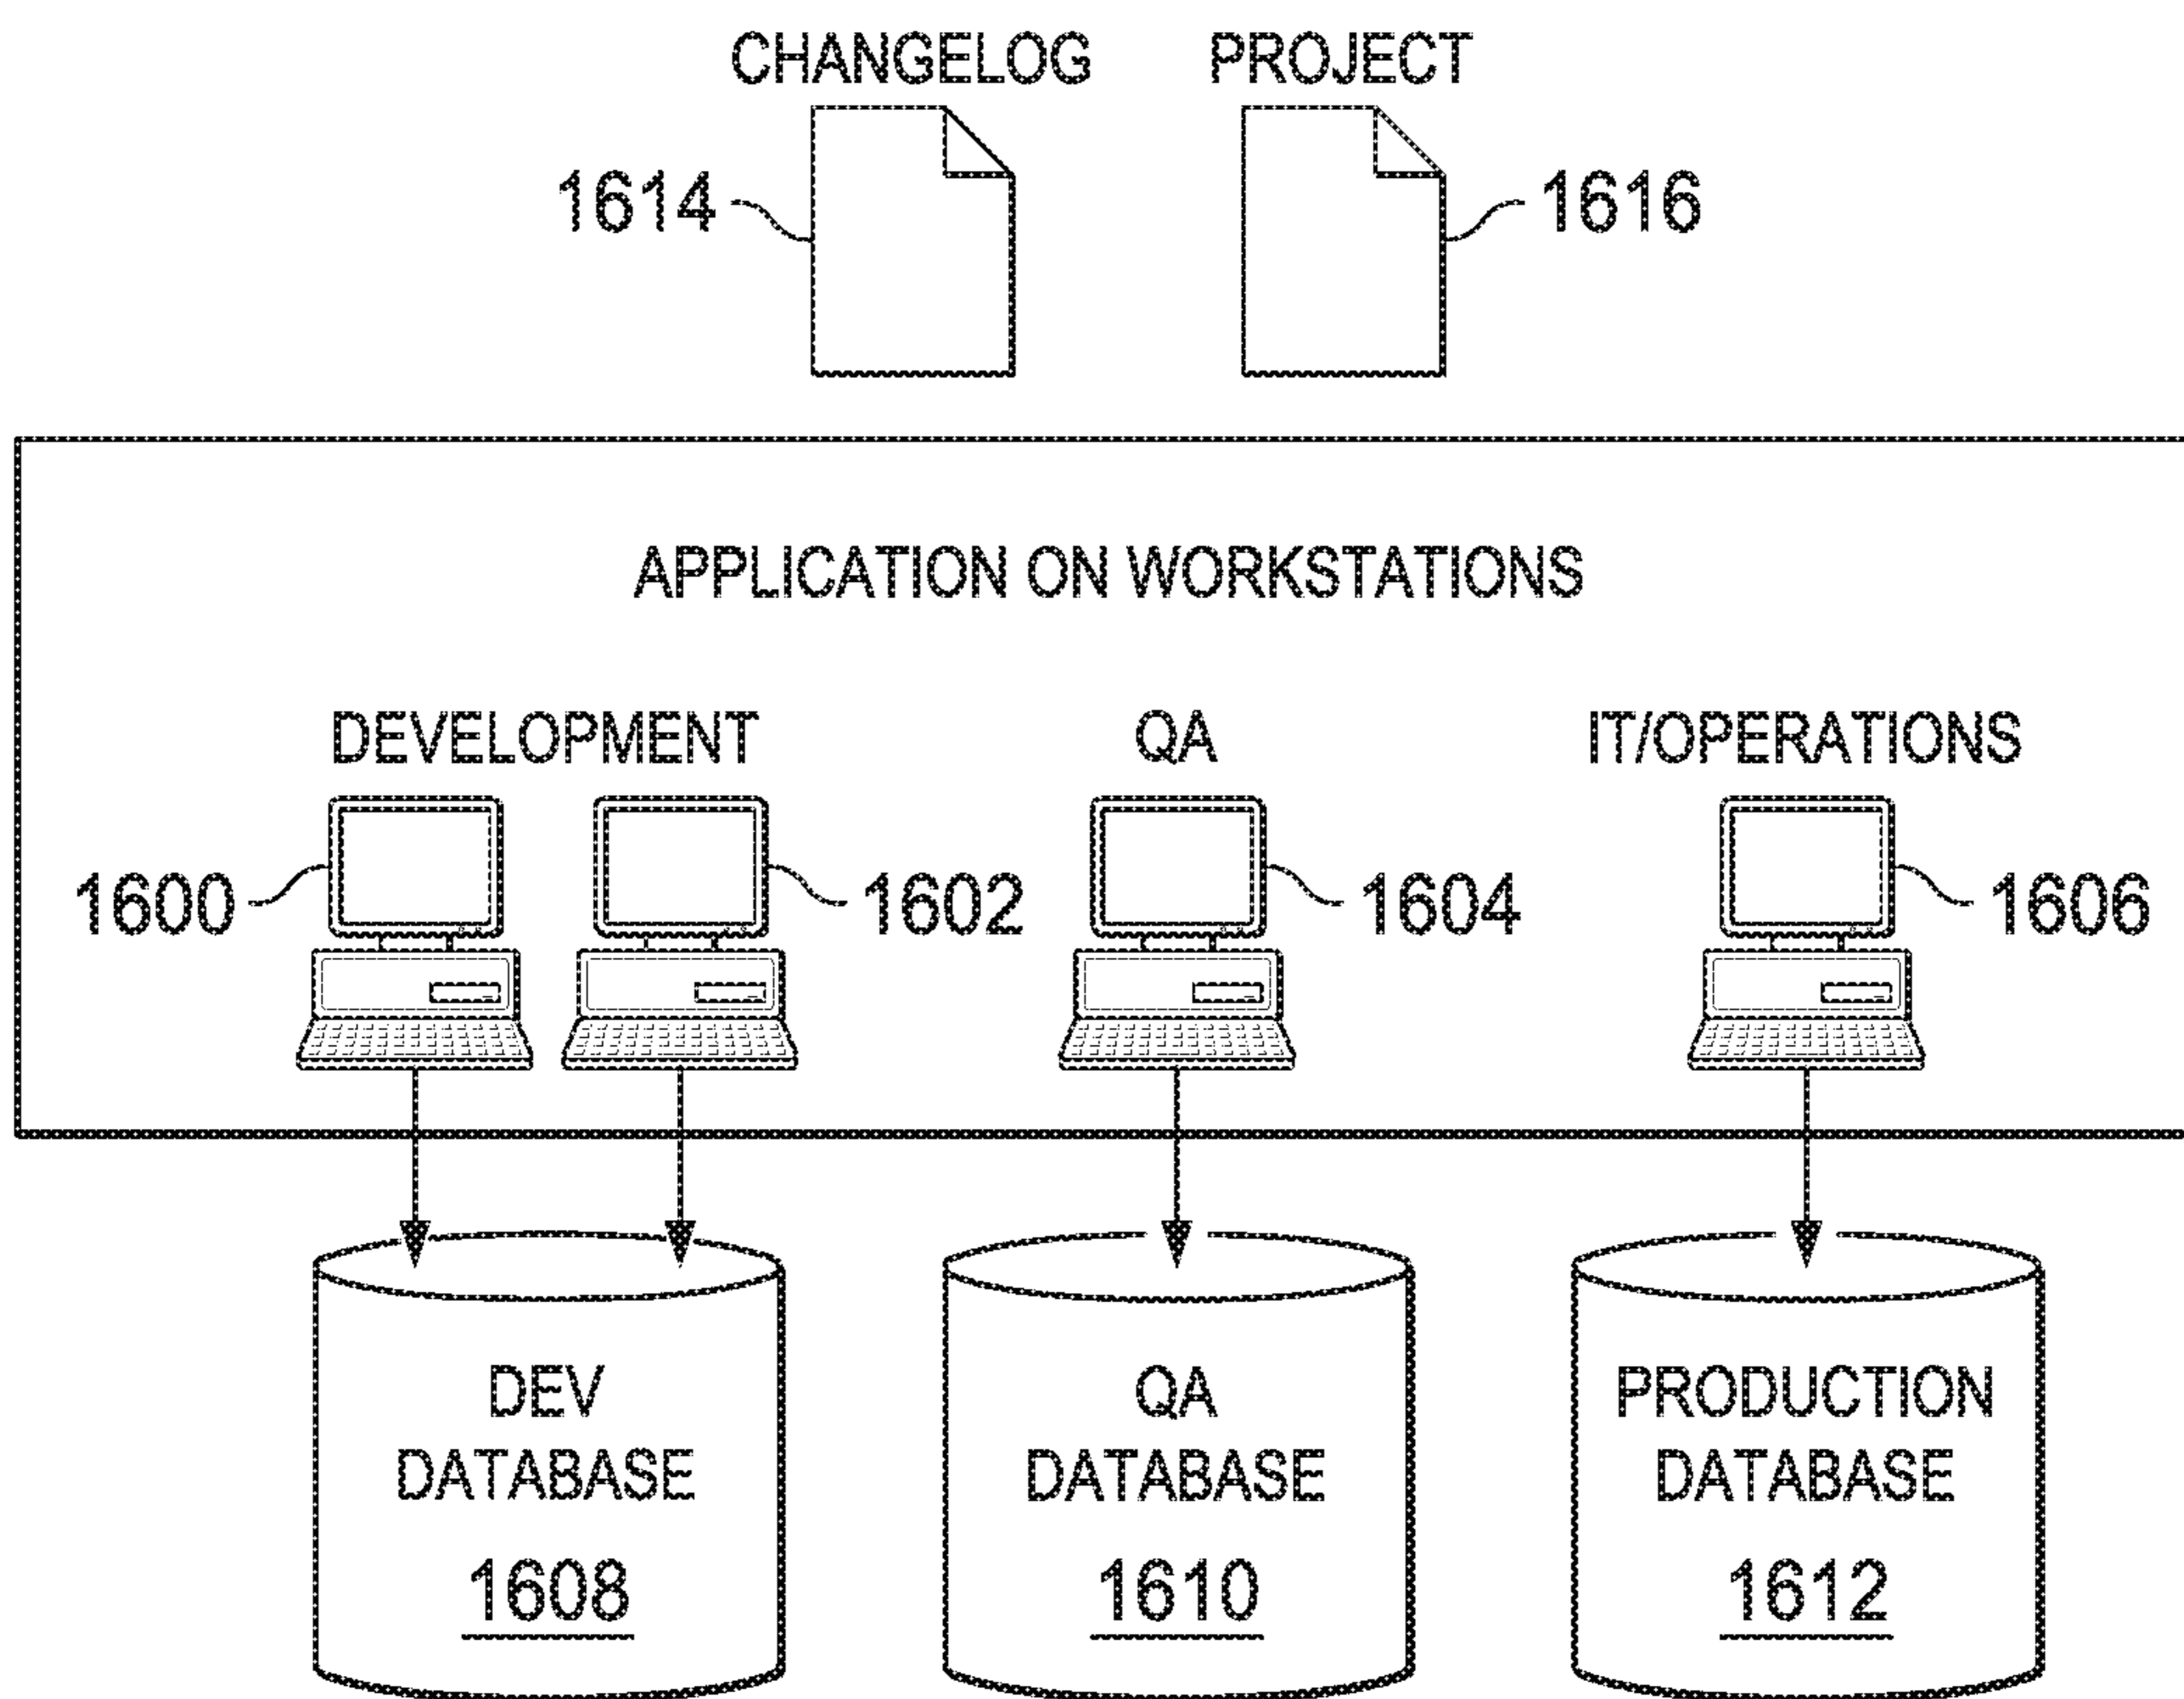 CHANGELOG PROJECT
1614 1616
APPLICATION ON WORKSTATIONS
DEVELOPMENT QA IT/OPERATIONS
1600 1602 1604 1606
DEV
DATABASE
1608
QA
DATABASE
1610
PRODUCTION
DATABASE
1612